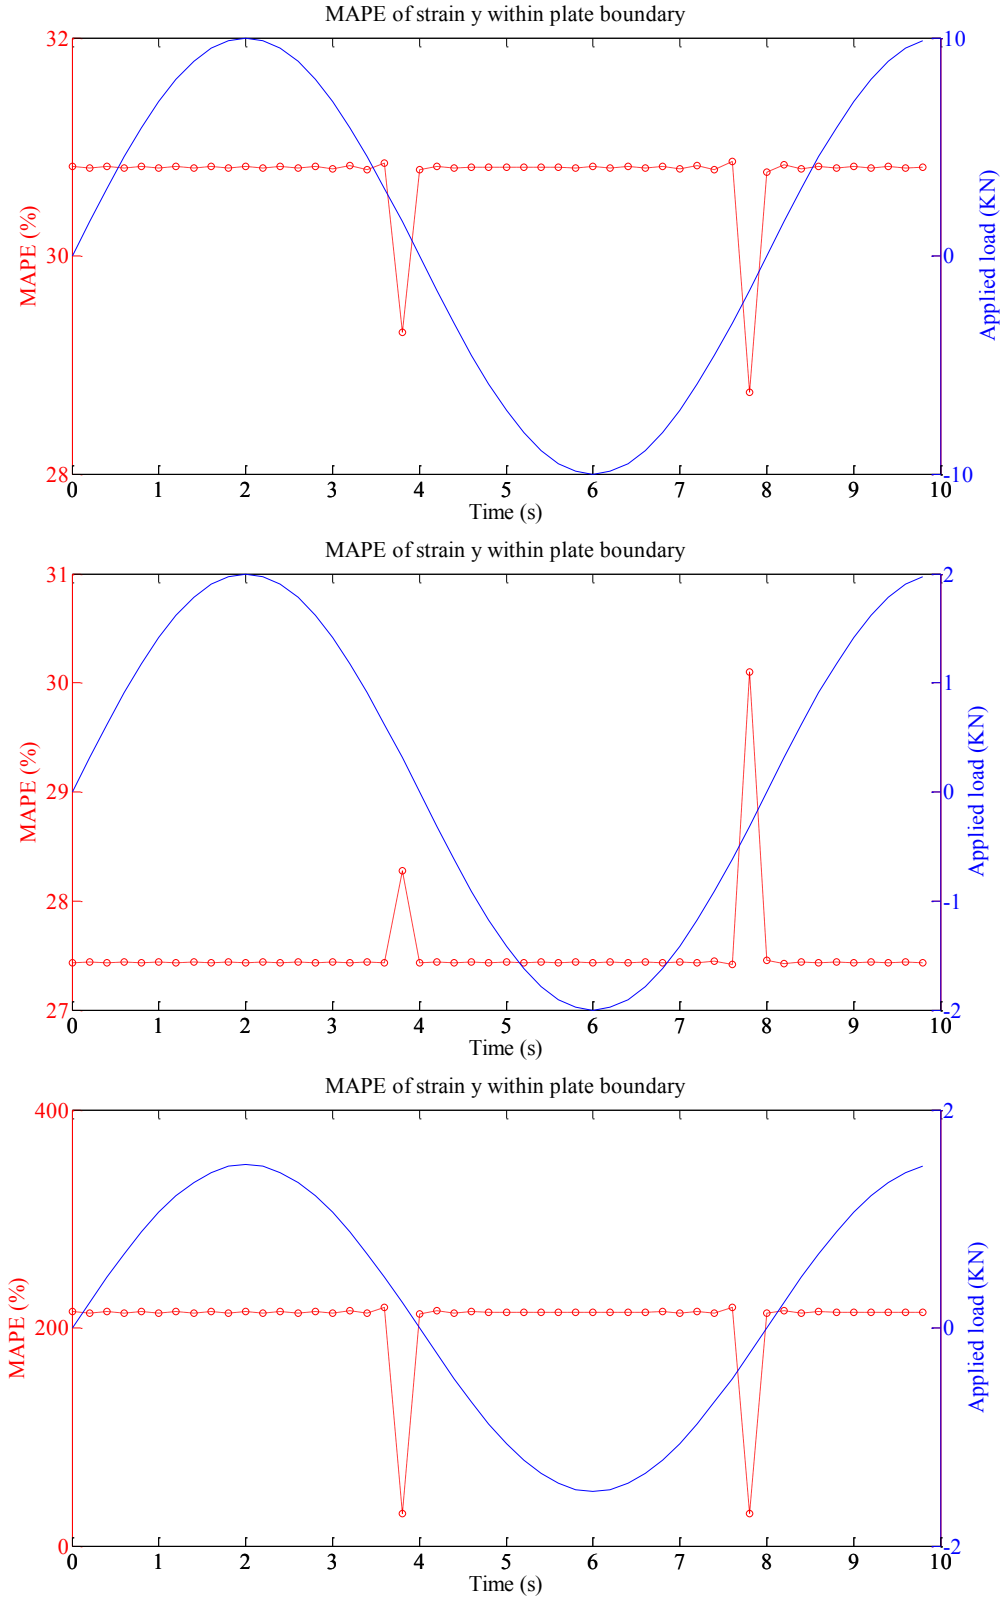 MAPE of strain y within plate boundary
32
30
28
MAPE (%)
10
0
-10
Applied load (KN)
0 1 2 3 4 5 6 7 8 9 10
Time (s)
MAPE of strain y within plate boundary
31
30
29
28
27
MAPE (%)
2
1
0
-1
-2
Applied load (KN)
0 1 2 3 4 5 6 7 8 9 10
Time (s)
MAPE of strain y within plate boundary
400
200
0
MAPE (%)
2
0
-2
Applied load (KN)
0 1 2 3 4 5 6 7 8 9 10
Time (s)